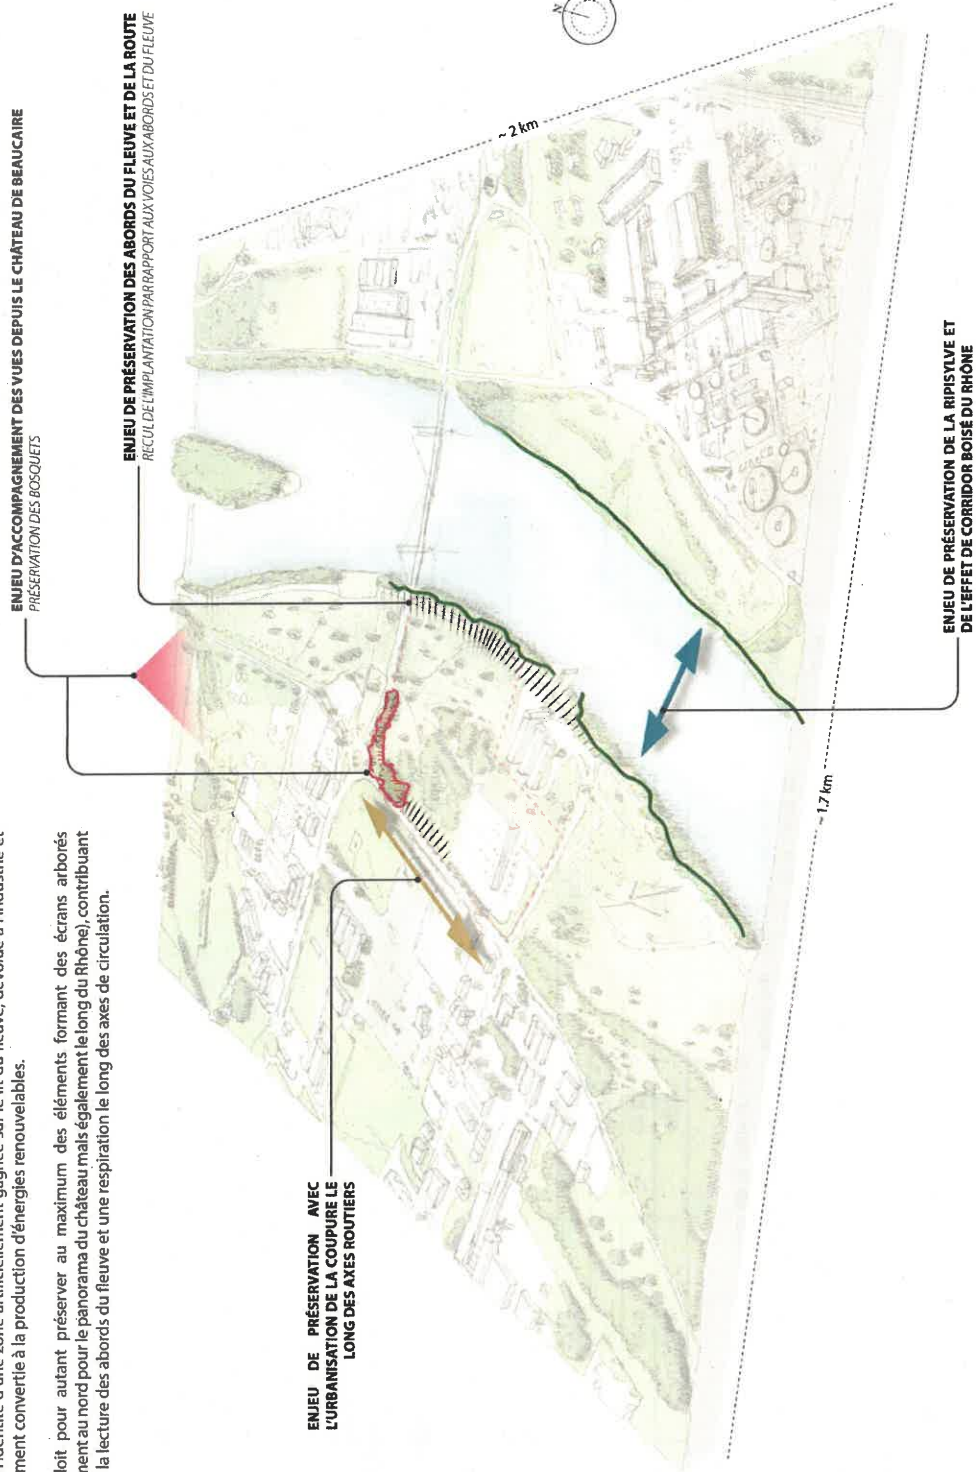 ment convertie à la production d'énergies renouvelables.
loit pour autant préserver au maximum des éléments formant des écrans arborés
nent au nord pour le panorama du château mais également le long du Rhône), contribuant
la lecture des abords du fleuve et une respiration le long des axes de circulation.
ENJEU D'ACCOMPAGNEMENT DES VUES DEPUIS LE CHÂTEAU DE BEAUCAIRE
PRÉSERVATION DES BOSQUETS
ENJEU DE PRÉSERVATION DES ABORDS DU FLEUVE ET DE LA ROUTE
RECUL DE L'IMPLANTATION PAR RAPPORT AUX VOIES AUX ABORDS ET DU FLEUVE
ENJEU DE PRÉSERVATION AVEC
L'URBANISATION DE LA COUPURE LE
LONG DES AXES ROUTIERS
N
~ 2 km
~ 1.7 km
ENJEU DE PRÉSERVATION DE LA RIPISYLVE ET
DE L'EFFET DE CORRIDOR BOISÉ DU RHÔNE